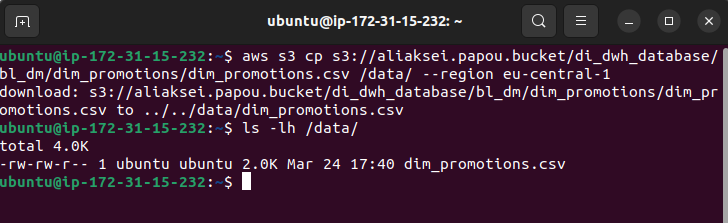 ubuntu@ip-172-31-15-232: ~
ubuntu@ip-172-31-15-232:~$ aws s3 cp s3://aliaksei.papou.bucket/di_dwh_database/
bl_dm/dim_promotions/dim_promotions.csv /data/ --region eu-central-1
download: s3://aliaksei.papou.bucket/di_dwh_database/bl_dm/dim_promotions/dim_pr
omotions.csv to ../../data/dim_promotions.csv
ubuntu@ip-172-31-15-232:~$ ls -lh /data/
total 4.0K
-rw-rw-r-- 1 ubuntu ubuntu 2.0K Mar 24 17:40 dim_promotions.csv
ubuntu@ip-172-31-15-232:~$